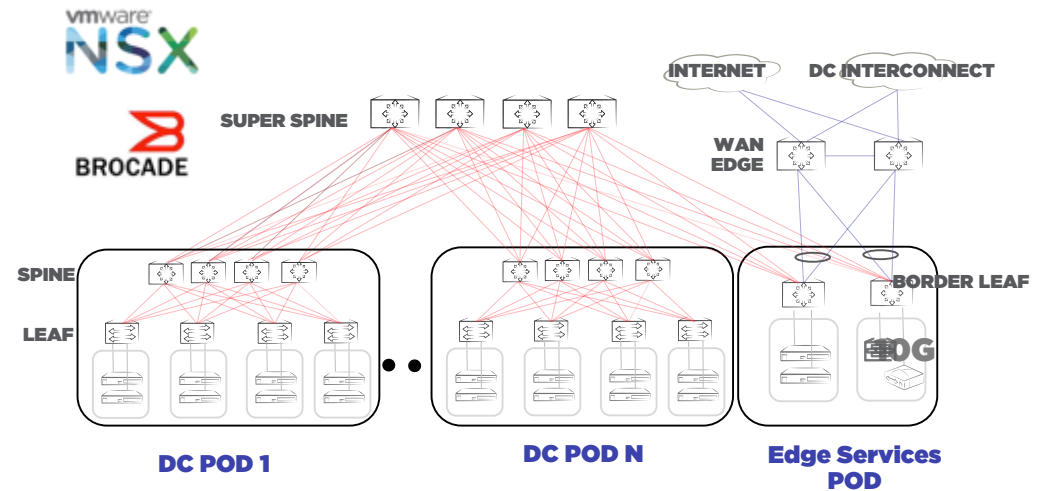 vmware
NSX
BROCADE
SUPER SPINE
INTERNET
DC INTERCONNECT
WAN
EDGE
SPINE
BORDER LEAF
LEAF
10G
DC POD 1
DC POD N
Edge Services
POD